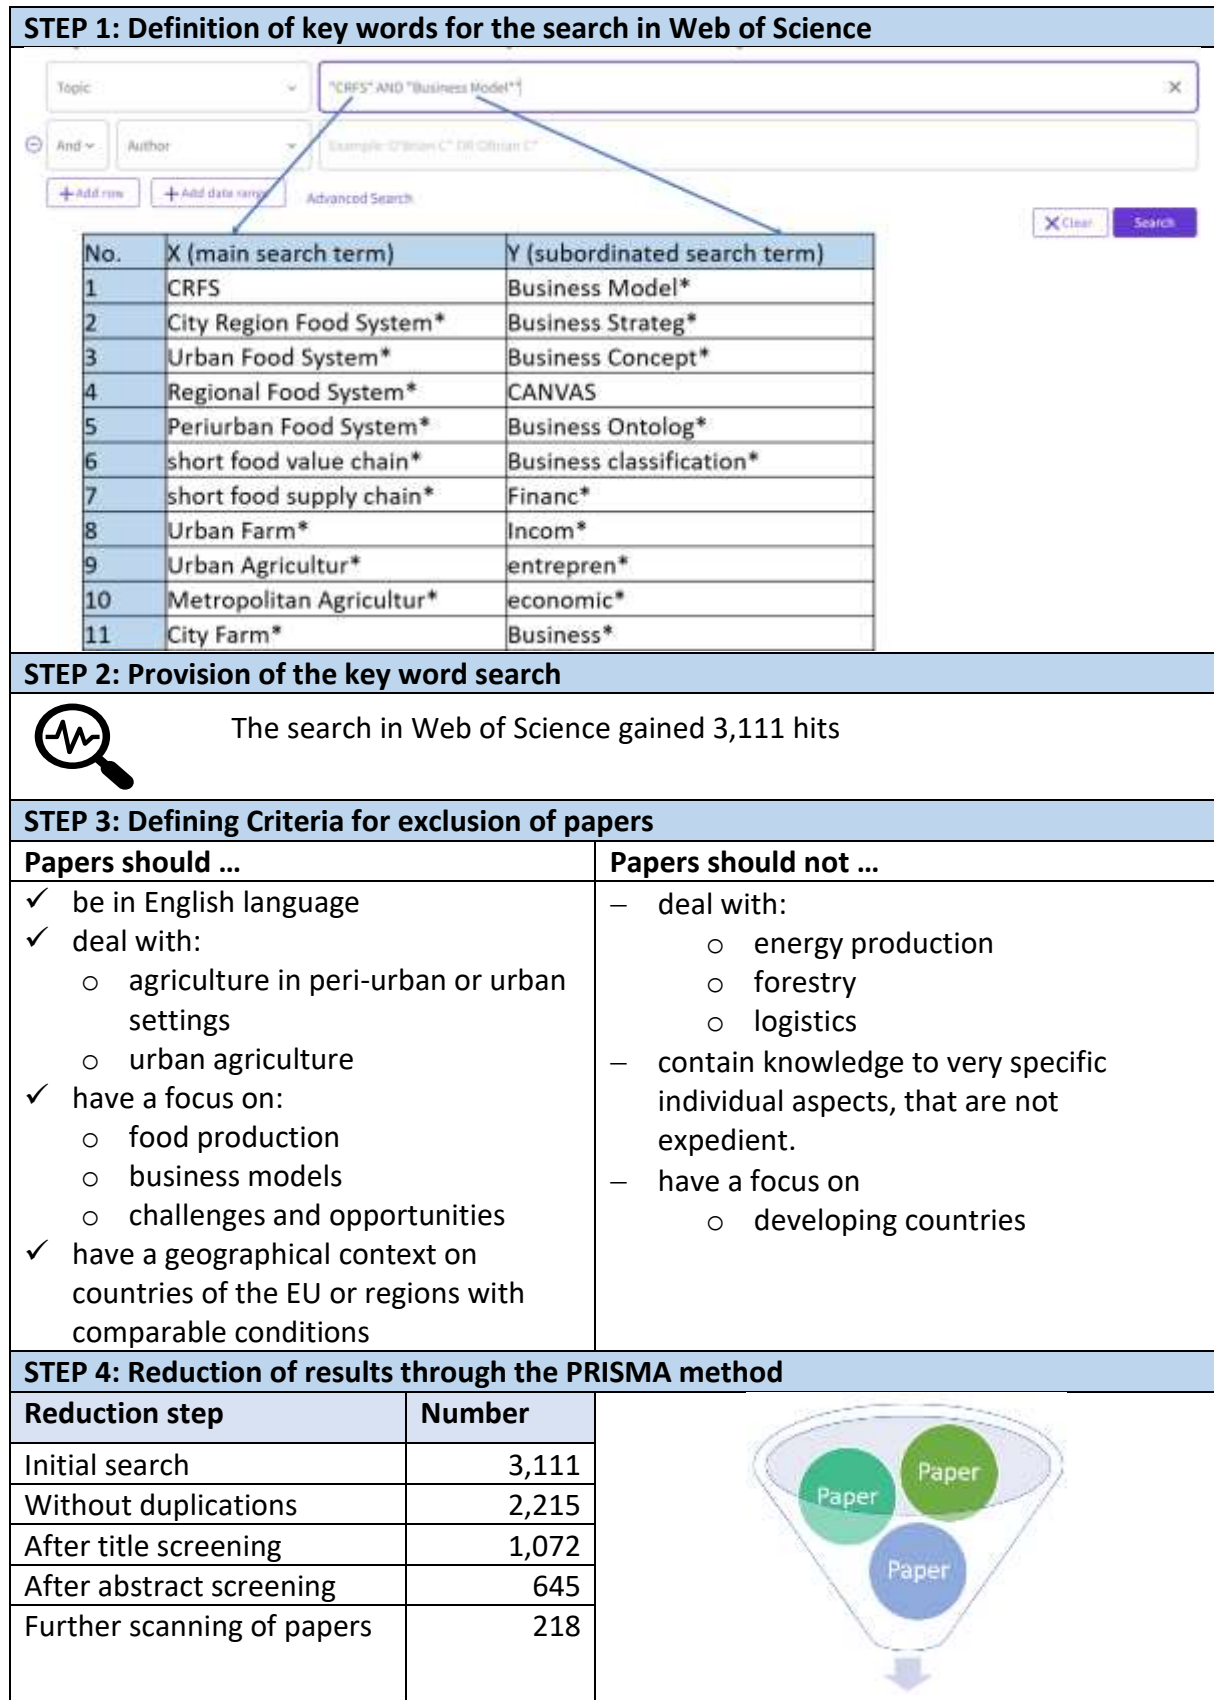 STEP 1: Definition of key words for the search in Web of Science
Topic
"CRFS" AND "Business Model*"
And
Author
Example: O'Brian C* OR OBrian C*
+ Add row
+ Add date range
Advanced Search
X Clear
Search
No. X (main search term) Y (subordinated search term)
1 CRFS Business Model*
2 City Region Food System* Business Strateg*
3 Urban Food System* Business Concept*
4 Regional Food System* CANVAS
5 Periurban Food System* Business Ontolog*
6 short food value chain* Business classification*
7 short food supply chain* Financ*
8 Urban Farm* Incom*
9 Urban Agricultur* entrepren*
10 Metropolitan Agricultur* economic*
11 City Farm* Business*
STEP 2: Provision of the key word search
The search in Web of Science gained 3,111 hits
STEP 3: Defining Criteria for exclusion of papers
Papers should …
✓ be in English language
✓ deal with:
o agriculture in peri-urban or urban
settings
o urban agriculture
✓ have a focus on:
o food production
o business models
o challenges and opportunities
✓ have a geographical context on
countries of the EU or regions with
comparable conditions
Papers should not …
– deal with:
o energy production
o forestry
o logistics
– contain knowledge to very specific
individual aspects, that are not
expedient.
– have a focus on
o developing countries
STEP 4: Reduction of results through the PRISMA method
Reduction step Number
Initial search 3,111
Without duplications 2,215
After title screening 1,072
After abstract screening 645
Further scanning of papers 218
Paper
Paper
Paper